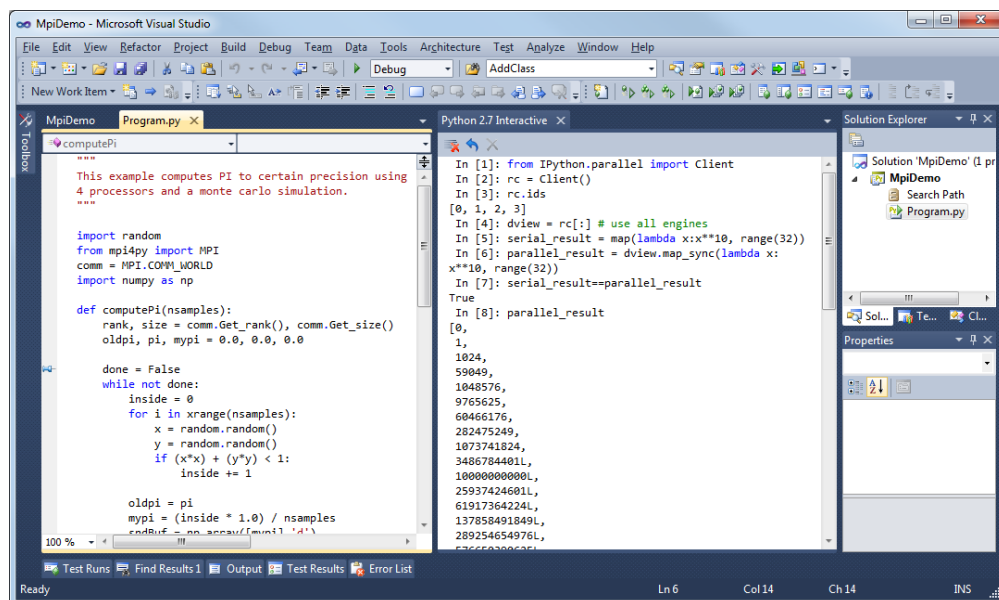 MpiDemo - Microsoft Visual Studio
File Edit View Refactor Project Build Debug Team Data Tools Architecture Test Analyze Window Help
Debug AddClass
New Work Item
Toolbox
MpiDemo Program.py
computePi
"""
This example computes PI to certain precision using
4 processors and a monte carlo simulation.
"""
import random
from mpi4py import MPI
comm = MPI.COMM_WORLD
import numpy as np
def computePi(nsamples):
rank, size = comm.Get_rank(), comm.Get_size()
oldpi, pi, mypi = 0.0, 0.0, 0.0
done = False
while not done:
inside = 0
for i in xrange(nsamples):
x = random.random()
y = random.random()
if (x*x) + (y*y) < 1:
inside += 1
oldpi = pi
mypi = (inside * 1.0) / nsamples
sndBuf = np.array([mypi], 'd')
100 %
Python 2.7 Interactive
In [1]: from IPython.parallel import Client
In [2]: rc = Client()
In [3]: rc.ids
[0, 1, 2, 3]
In [4]: dview = rc[:] # use all engines
In [5]: serial_result = map(lambda x:x**10, range(32))
In [6]: parallel_result = dview.map_sync(lambda x:
x**10, range(32))
In [7]: serial_result==parallel_result
True
In [8]: parallel_result
[0,
1,
1024,
59049,
1048576,
9765625,
60466176,
282475249,
1073741824,
3486784401L,
10000000000L,
25937424601L,
61917364224L,
137858491849L,
289254654976L,
Solution Explorer
Solution 'MpiDemo' (1 pr
MpiDemo
Search Path
Program.py
Sol... Te... Cl...
Properties
Test Runs Find Results 1 Output Test Results Error List
Ready Ln 6 Col 14 Ch 14 INS